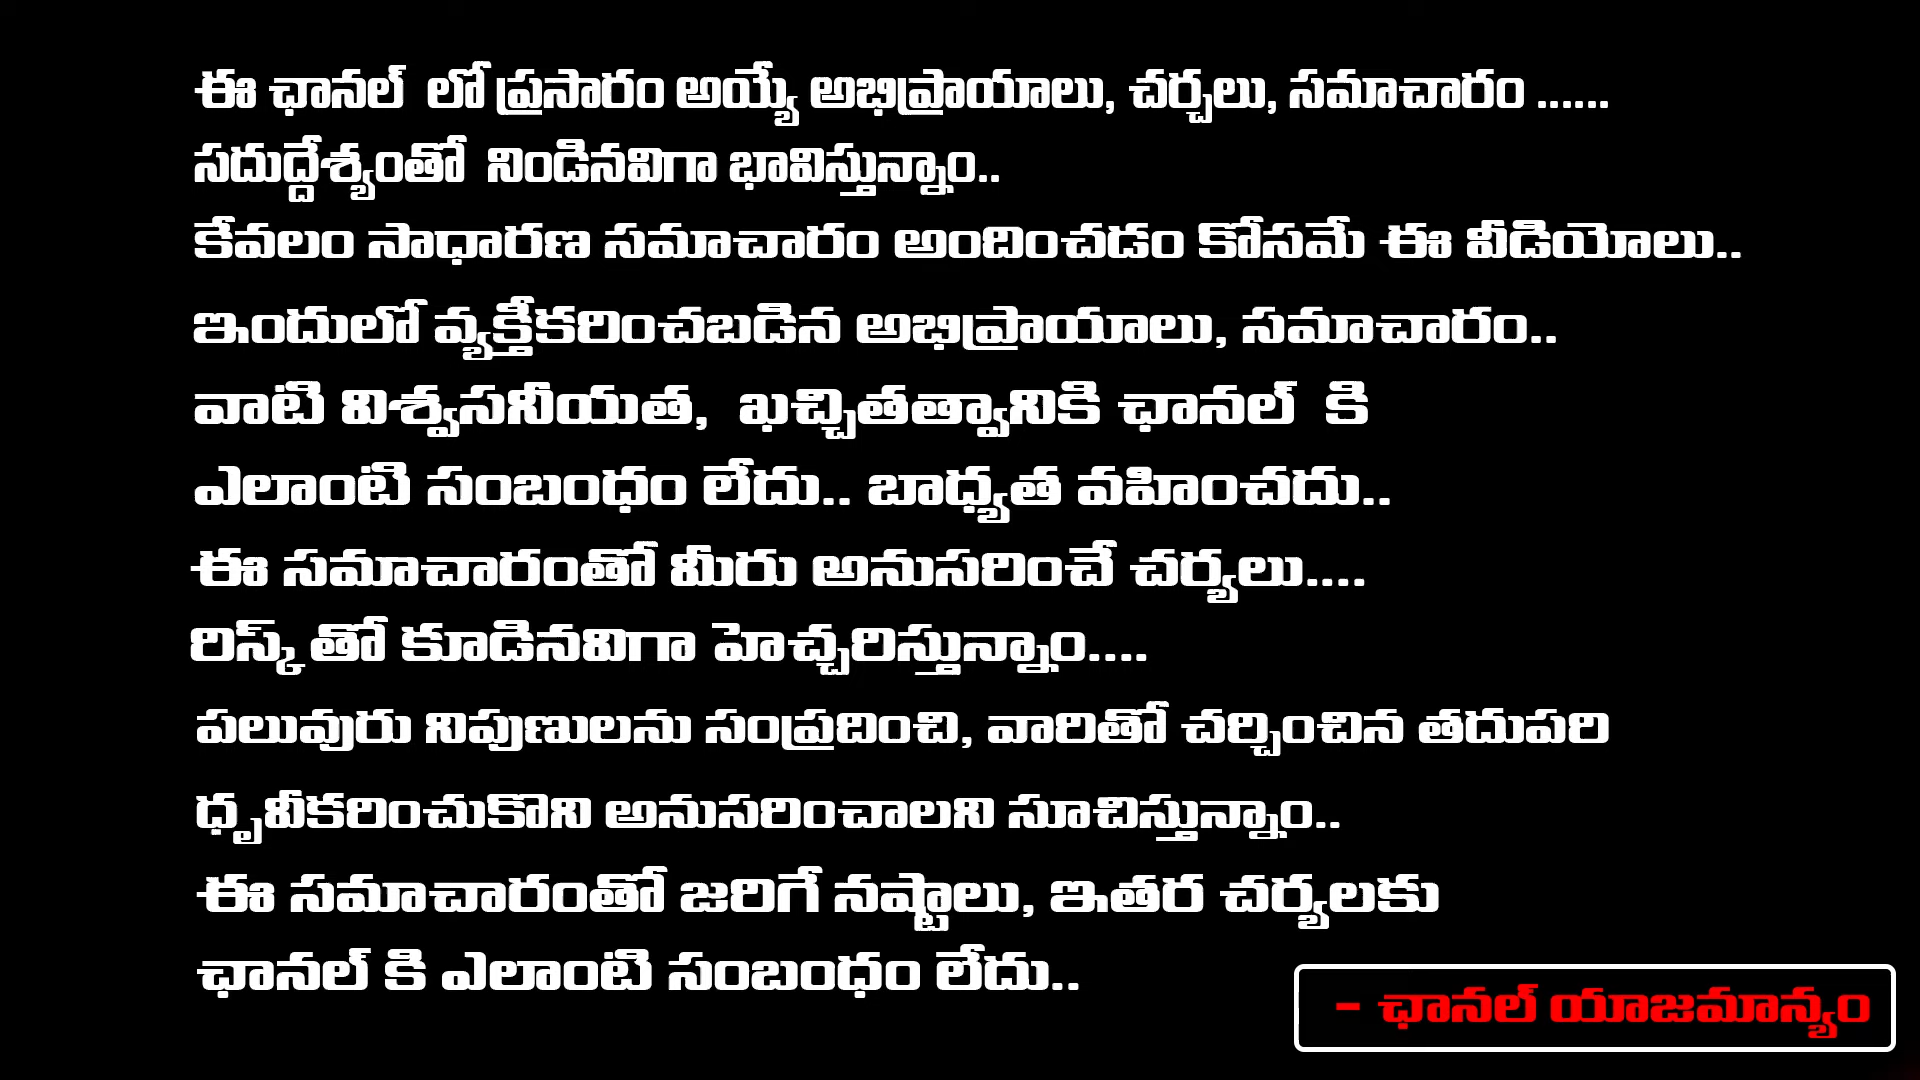 ఈ ఛానల్ లో ప్రసారం అయ్యే అభిప్రాయాలు, చర్చలు, సమాచారం ......
సదుద్దేశ్యంతో నిండినవిగా భావిస్తున్నాం..
కేవలం సాధారణ సమాచారం అందించడం కోసమే ఈ వీడియోలు..
ఇందులో వ్యక్తీకరించబడిన అభిప్రాయాలు, సమాచారం..
వాటి విశ్వసనీయత, ఖచ్చితత్వానికి ఛానల్ కి
ఎలాంటి సంబంధం లేదు.. బాధ్యత వహించదు..
ఈ సమాచారంతో మీరు అనుసరించే చర్యలు....
రిస్క్ తో కూడినవిగా హెచ్చరిస్తున్నాం....
పలువురు నిపుణులను సంప్రదించి, వారితో చర్చించిన తదుపరి
ధృవీకరించుకొని అనుసరించాలని సూచిస్తున్నాం..
ఈ సమాచారంతో జరిగే నష్టాలు, ఇతర చర్యలకు
ఛానల్ కి ఎలాంటి సంబంధం లేదు..
- ఛానల్ యాజమాన్యం